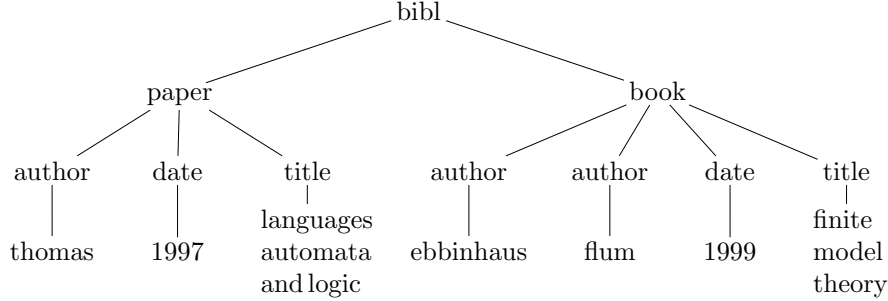 bibl
paper book
author date title author author date title
languages finite
thomas 1997 automata ebbinhaus flum 1999 model
and logic theory